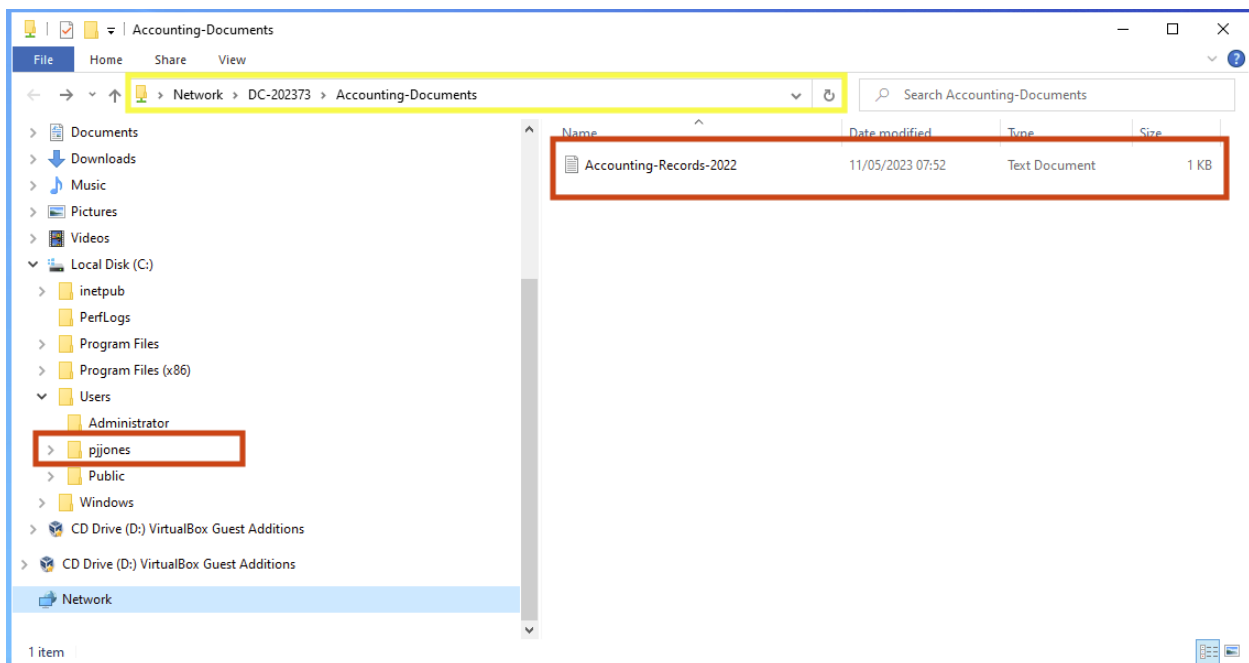 Accounting-Documents
File Home Share View
Network > DC-202373 > Accounting-Documents
Search Accounting-Documents
Documents
Downloads
Music
Pictures
Videos
Local Disk (C:)
inetpub
PerfLogs
Program Files
Program Files (x86)
Users
Administrator
pjjones
Public
Windows
CD Drive (D:) VirtualBox Guest Additions
CD Drive (D:) VirtualBox Guest Additions
Network
Name Date modified Type Size
Accounting-Records-2022 11/05/2023 07:52 Text Document 1 KB
1 item